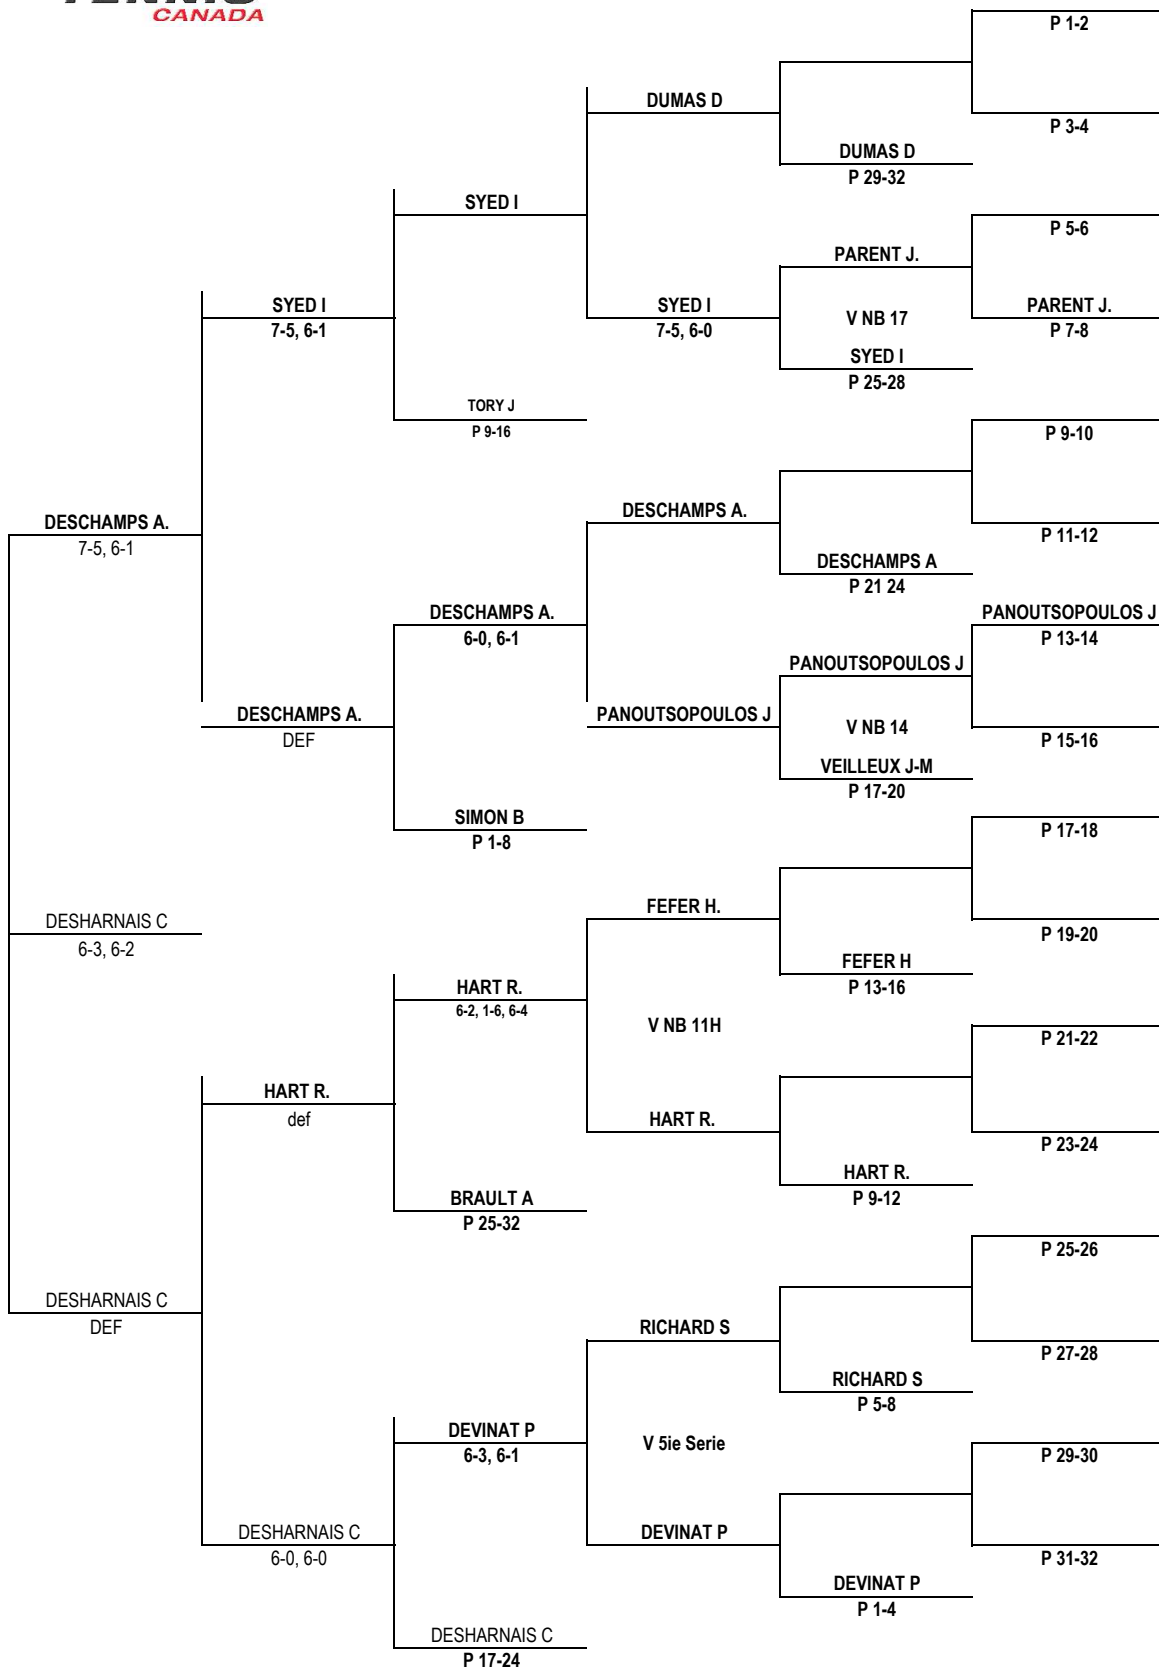 TENNIS
CANADA
P 1-2
DUMAS D
P 3-4
DUMAS D
P 29-32
SYED I
P 5-6
PARENT J.
SYED I
7-5, 6-1
SYED I
7-5, 6-0
V NB 17
PARENT J.
P 7-8
SYED I
P 25-28
TORY J
P 9-16
P 9-10
DESCHAMPS A.
7-5, 6-1
DESCHAMPS A.
P 11-12
DESCHAMPS A
P 21 24
DESCHAMPS A.
6-0, 6-1
PANOUTSOPOULOS J
P 13-14
PANOUTSOPOULOS J
DESCHAMPS A.
DEF
PANOUTSOPOULOS J
V NB 14
P 15-16
VEILLEUX J-M
P 17-20
SIMON B
P 1-8
P 17-18
DESHARNAIS C
6-3, 6-2
FEFER H.
P 19-20
FEFER H
P 13-16
HART R.
6-2, 1-6, 6-4
V NB 11H
P 21-22
HART R.
def
HART R.
P 23-24
HART R.
P 9-12
BRAULT A
P 25-32
P 25-26
DESHARNAIS C
DEF
RICHARD S
P 27-28
RICHARD S
P 5-8
DEVINAT P
6-3, 6-1
V 5ie Serie
P 29-30
DESHARNAIS C
6-0, 6-0
DEVINAT P
P 31-32
DEVINAT P
P 1-4
DESHARNAIS C
P 17-24